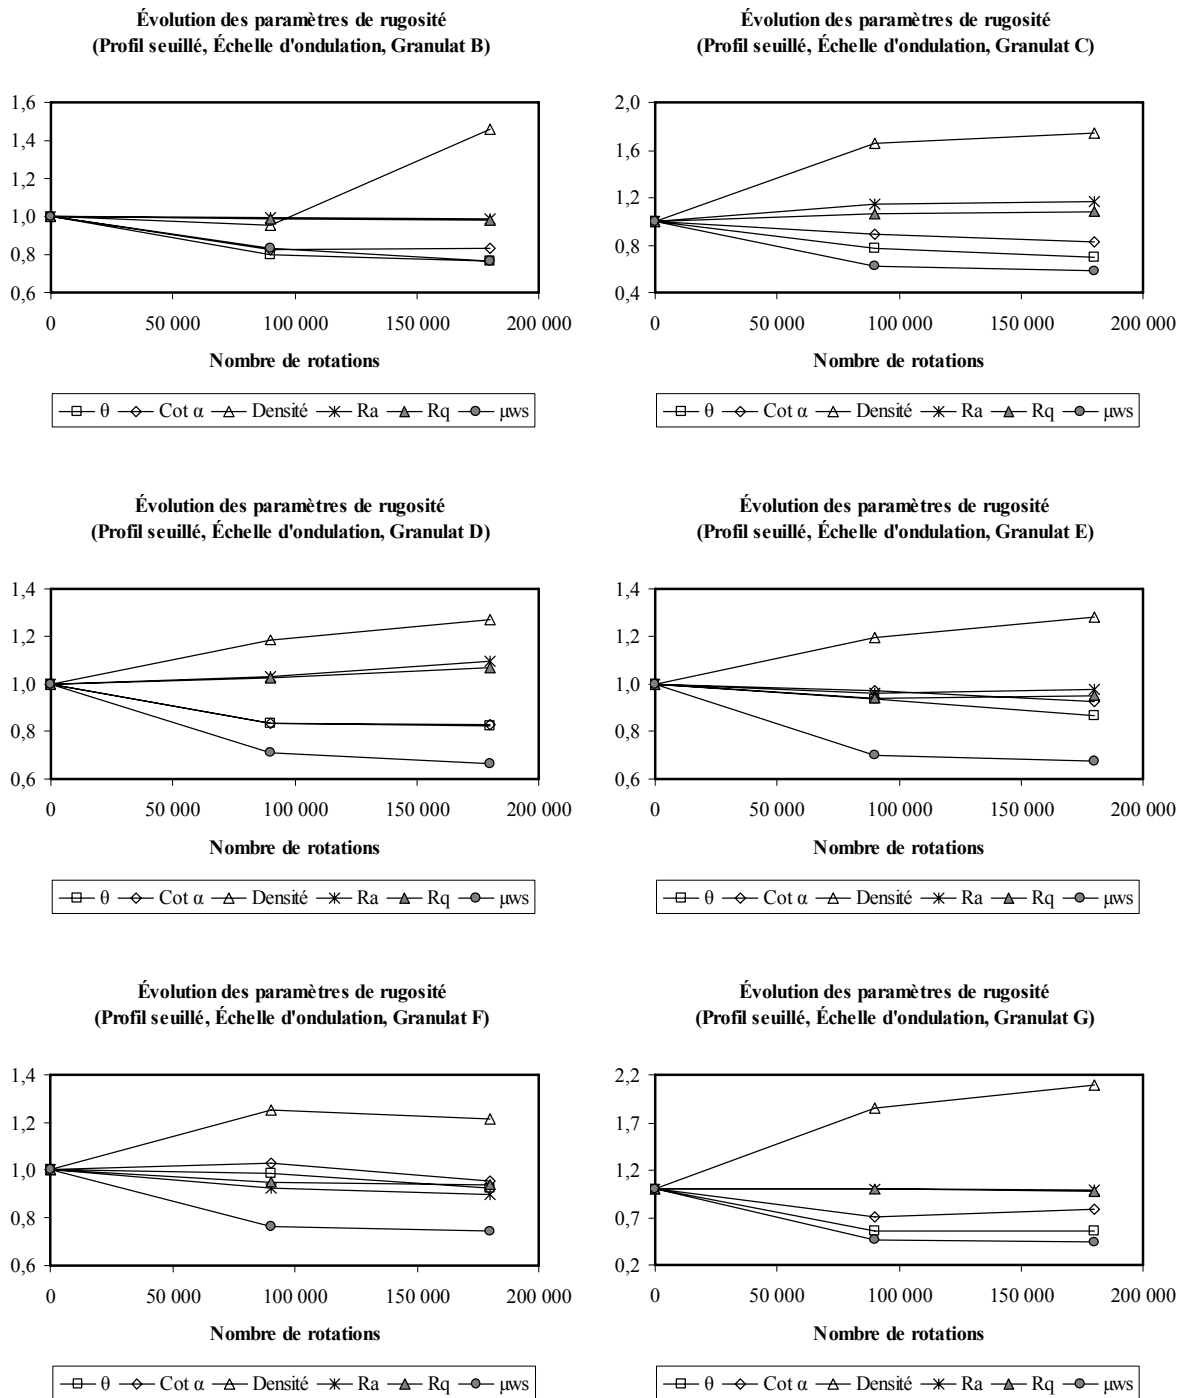 Évolution des paramètres de rugosité
(Profil seuillé, Échelle d'ondulation, Granulat B)
1,6
1,4
1,2
1,0
0,8
0,6
0 50 000 100 000 150 000 200 000
Nombre de rotations
θ Cot α Densité Ra Rq μws
Évolution des paramètres de rugosité
(Profil seuillé, Échelle d'ondulation, Granulat C)
2,0
1,6
1,2
0,8
0,4
0 50 000 100 000 150 000 200 000
Nombre de rotations
θ Cot α Densité Ra Rq μws
Évolution des paramètres de rugosité
(Profil seuillé, Échelle d'ondulation, Granulat D)
1,4
1,2
1,0
0,8
0,6
0 50 000 100 000 150 000 200 000
Nombre de rotations
θ Cot α Densité Ra Rq μws
Évolution des paramètres de rugosité
(Profil seuillé, Échelle d'ondulation, Granulat E)
1,4
1,2
1,0
0,8
0,6
0 50 000 100 000 150 000 200 000
Nombre de rotations
θ Cot α Densité Ra Rq μws
Évolution des paramètres de rugosité
(Profil seuillé, Échelle d'ondulation, Granulat F)
1,4
1,2
1,0
0,8
0,6
0 50 000 100 000 150 000 200 000
Nombre de rotations
θ Cot α Densité Ra Rq μws
Évolution des paramètres de rugosité
(Profil seuillé, Échelle d'ondulation, Granulat G)
2,2
1,7
1,2
0,7
0,2
0 50 000 100 000 150 000 200 000
Nombre de rotations
θ Cot α Densité Ra Rq μws